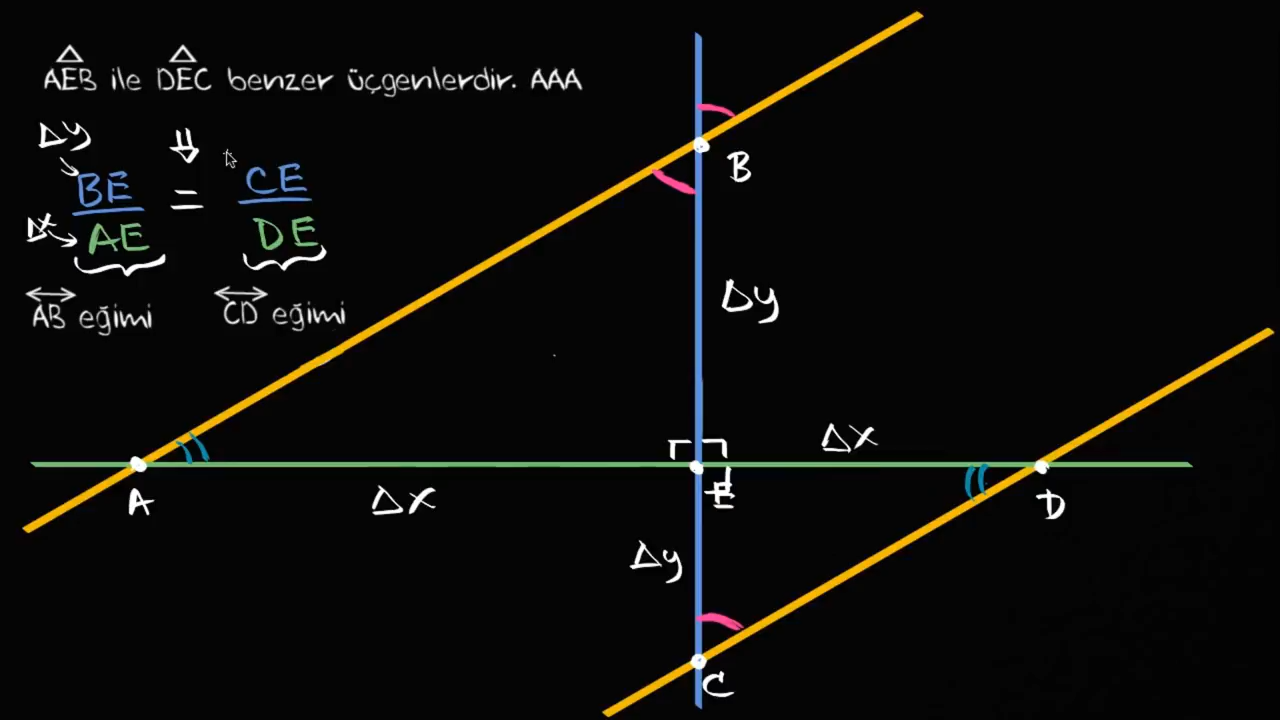 AEB ile DEC benzer üçgenlerdir. AAA
Δy ⇓
BE = CE
Δx AE DE
AB eğimi CD eğimi
B
Δy
Δx
A Δx E D
Δy
C